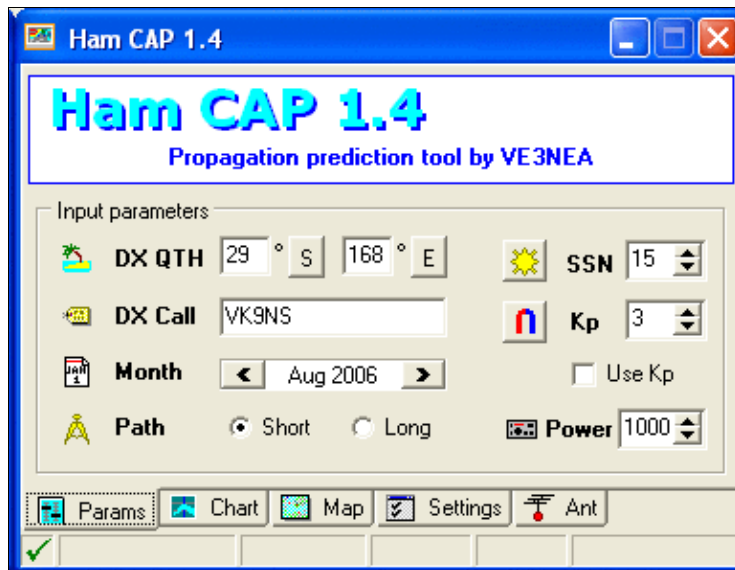 Ham CAP 1.4
Ham CAP 1.4
Propagation prediction tool by VE3NEA
Input parameters
DX QTH 29 ° S 168 ° E SSN 15
DX Call VK9NS Kp 3
Month < Aug 2006 > Use Kp
Path Short Long Power 1000
Params Chart Map Settings Ant